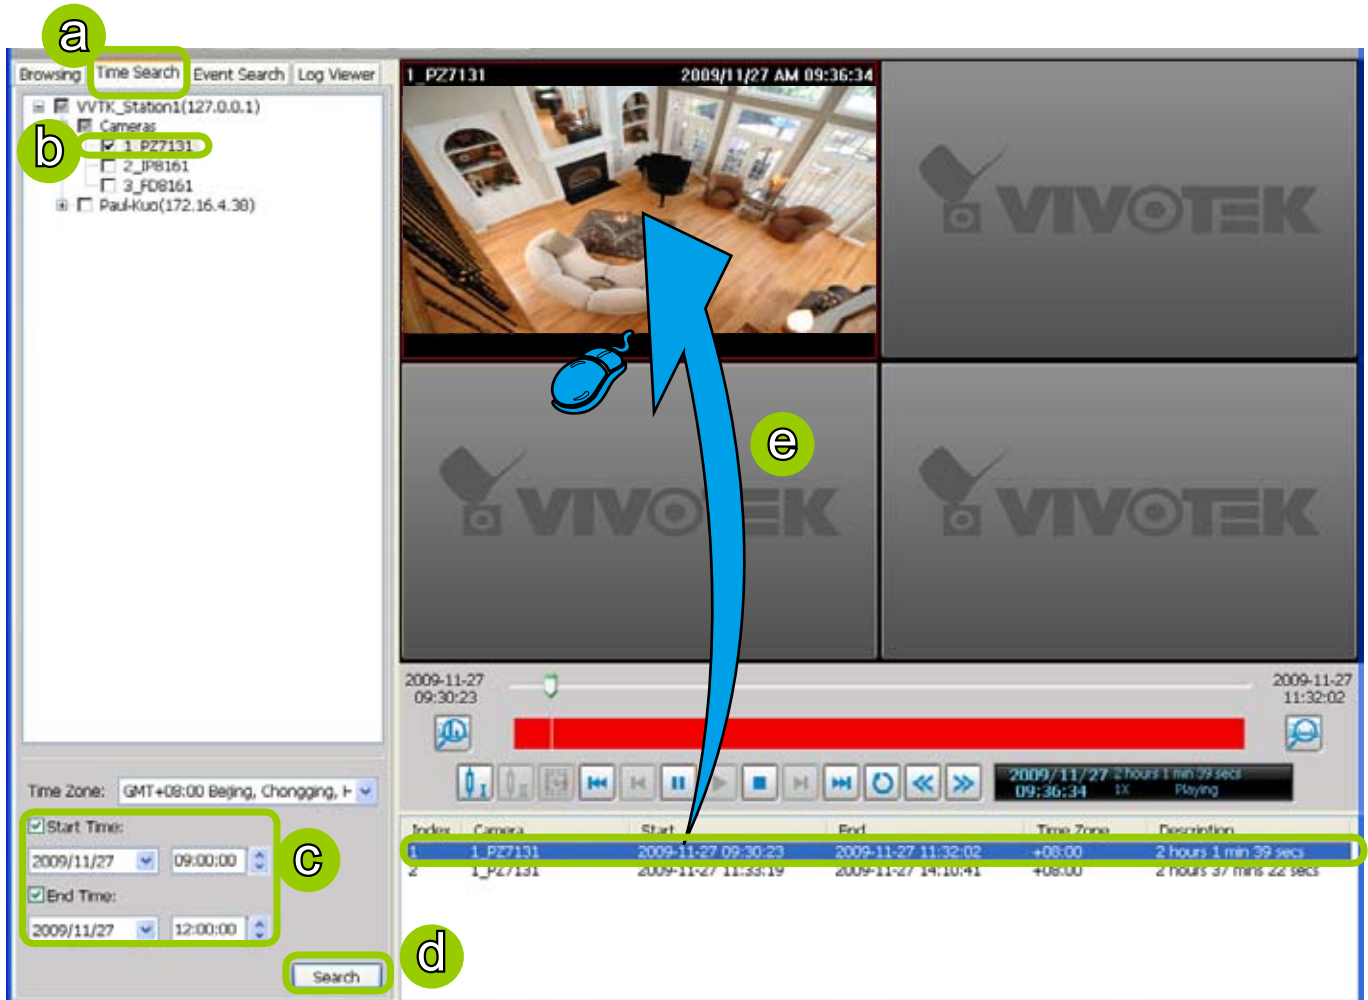 a
Browsing Time Search Event Search Log Viewer
VVTK_Station1(127.0.0.1)
Cameras
b
1_PZ7131
2_IP8161
3_FD8161
Paul-Kuo(172.16.4.38)
1_PZ7131 2009/11/27 AM 09:36:34
VIVOTEK
VIVOTEK
VIVOTEK
e
2009-11-27
09:30:23
2009-11-27
11:32:02
2009/11/27 2 hours 1 min 39 secs
09:36:34 1X Playing
Time Zone: GMT+08:00 Beijing, Chongqing, H
Start Time:
2009/11/27 09:00:00
c
End Time:
2009/11/27 12:00:00
Search
d
Index Camera Start End Time Zone Description
1 1_PZ7131 2009-11-27 09:30:23 2009-11-27 11:32:02 +08:00 2 hours 1 min 39 secs
2 1_PZ7131 2009-11-27 11:33:19 2009-11-27 14:10:41 +08:00 2 hours 37 mins 22 secs